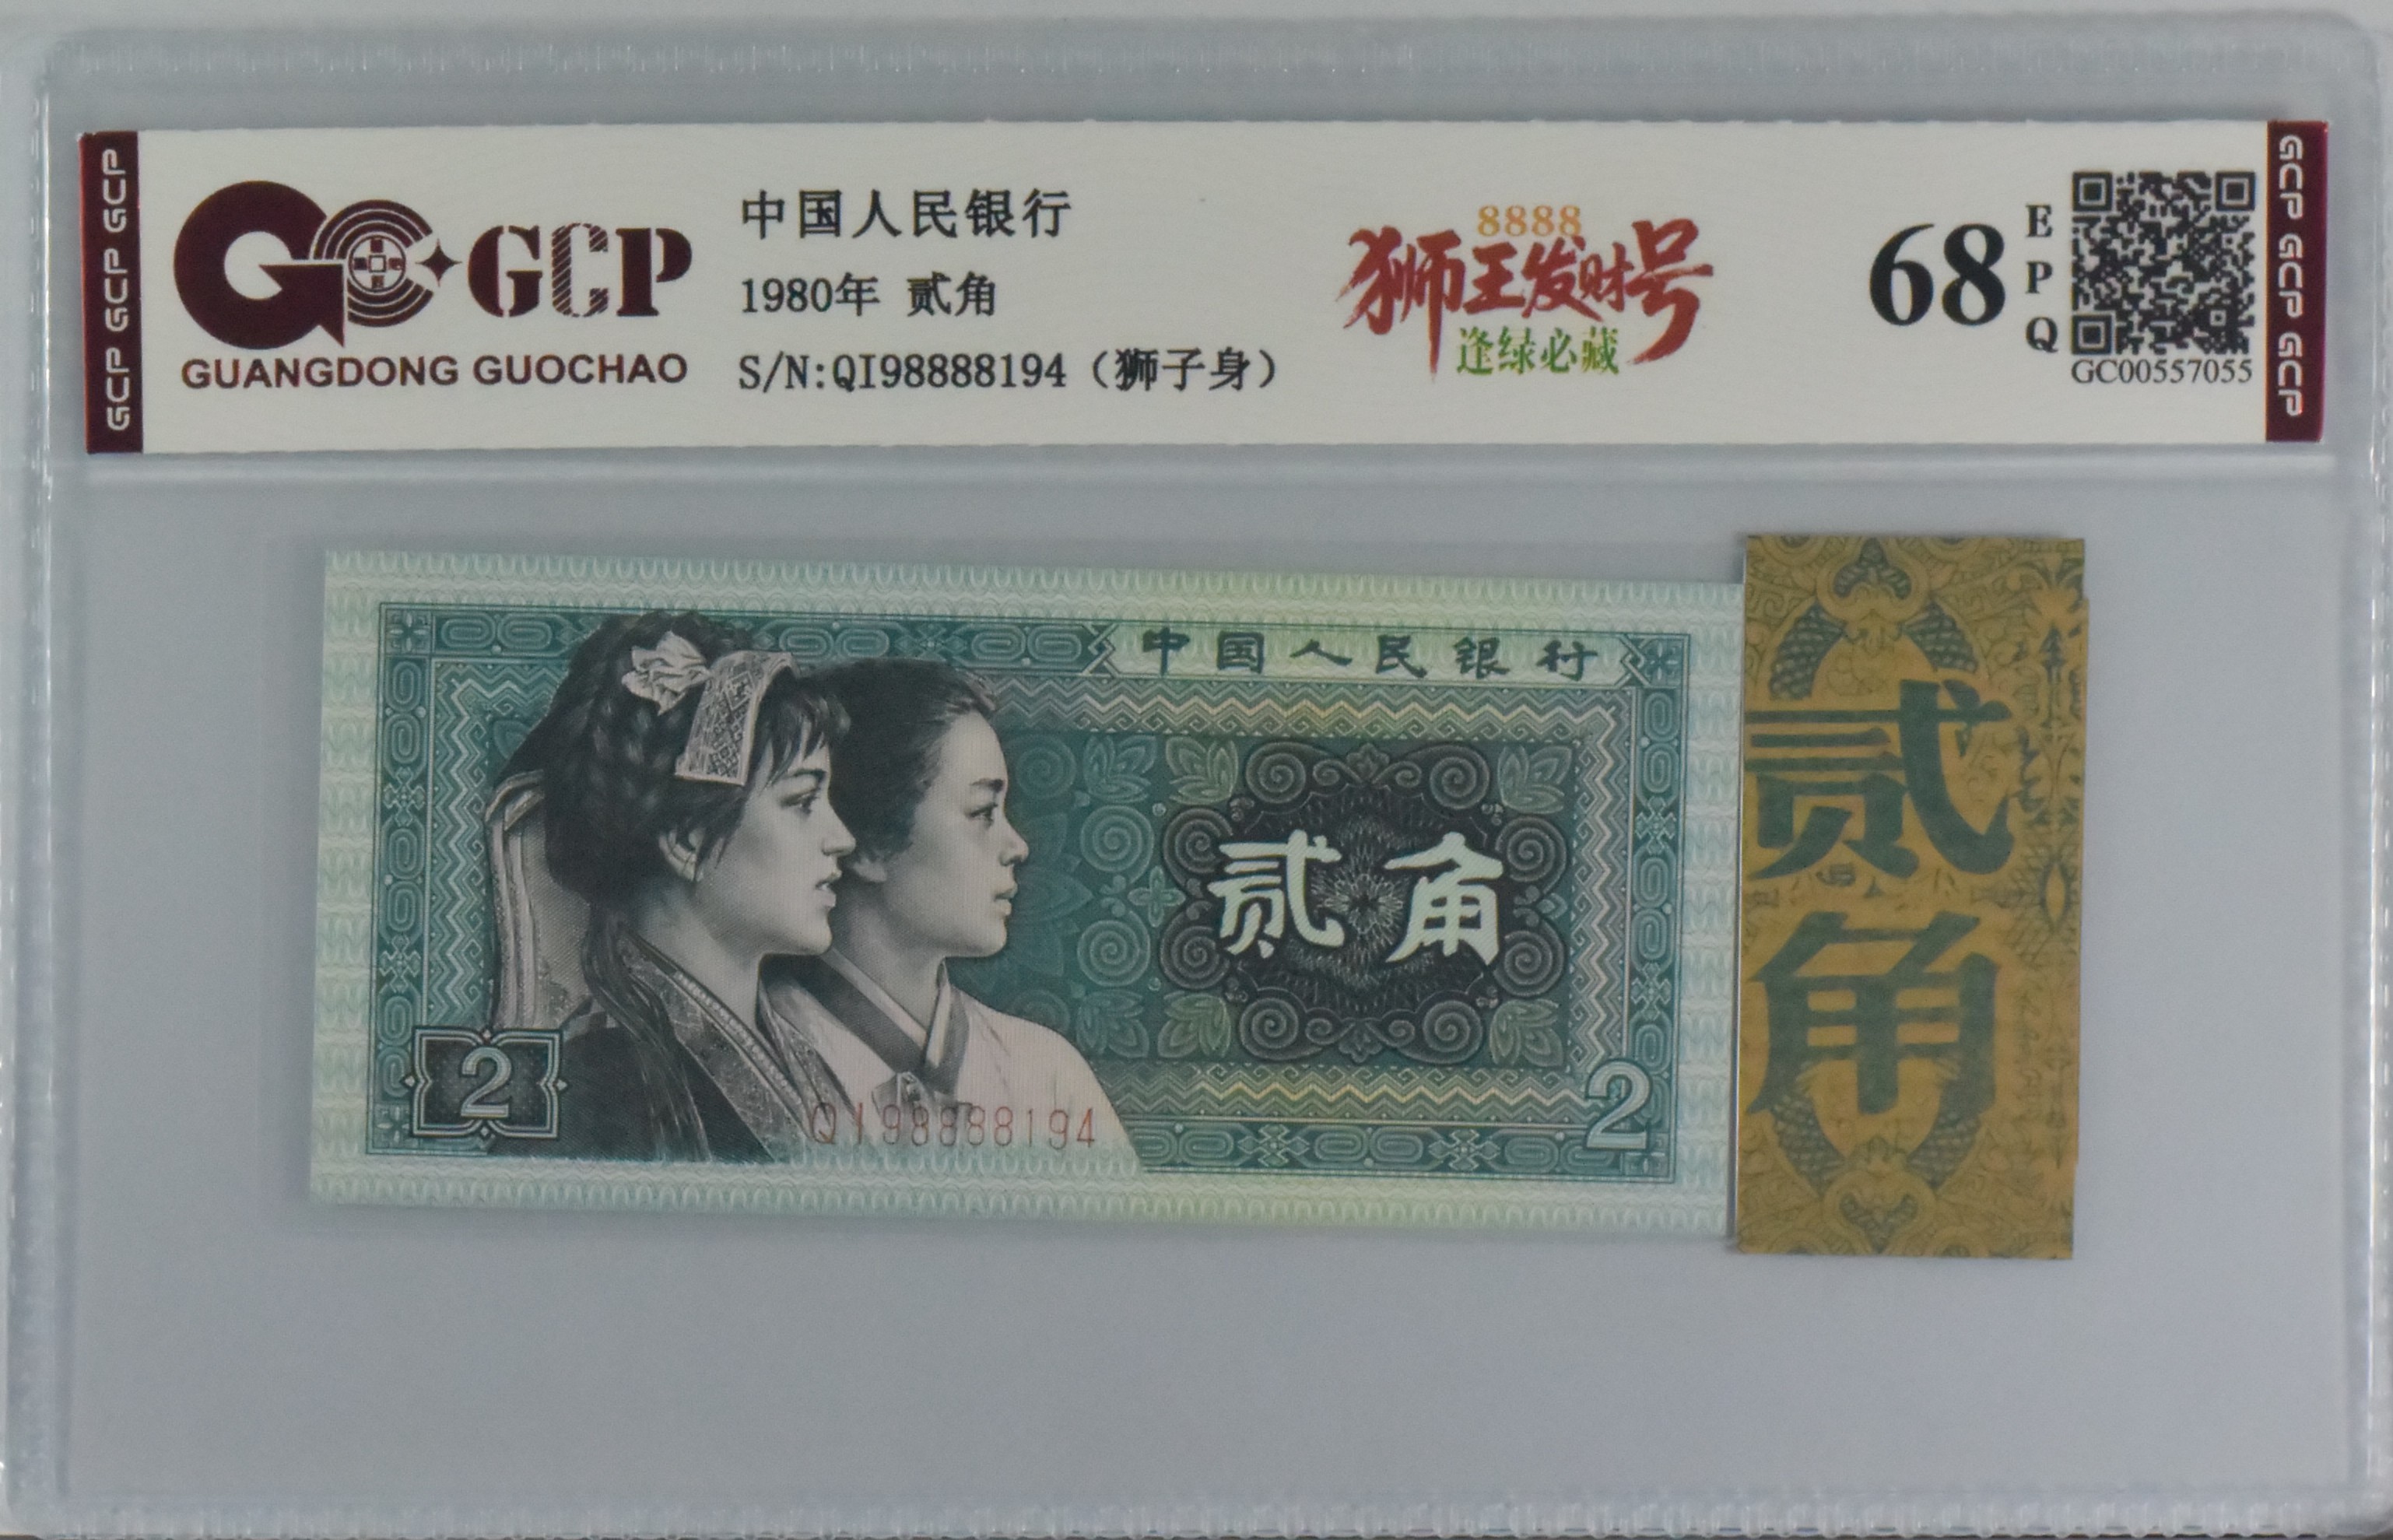 GCP GCP GCP
GCP
GUANGDONG GUOCHAO
中国人民银行
1980年 贰角
S/N:QI98888194（狮子身）
8888
狮王发财号
逢绿必藏
68
EPQ
GC00557055
GCP GCP GCP
中国人民银行
贰角
2
QI98888194
2
贰角